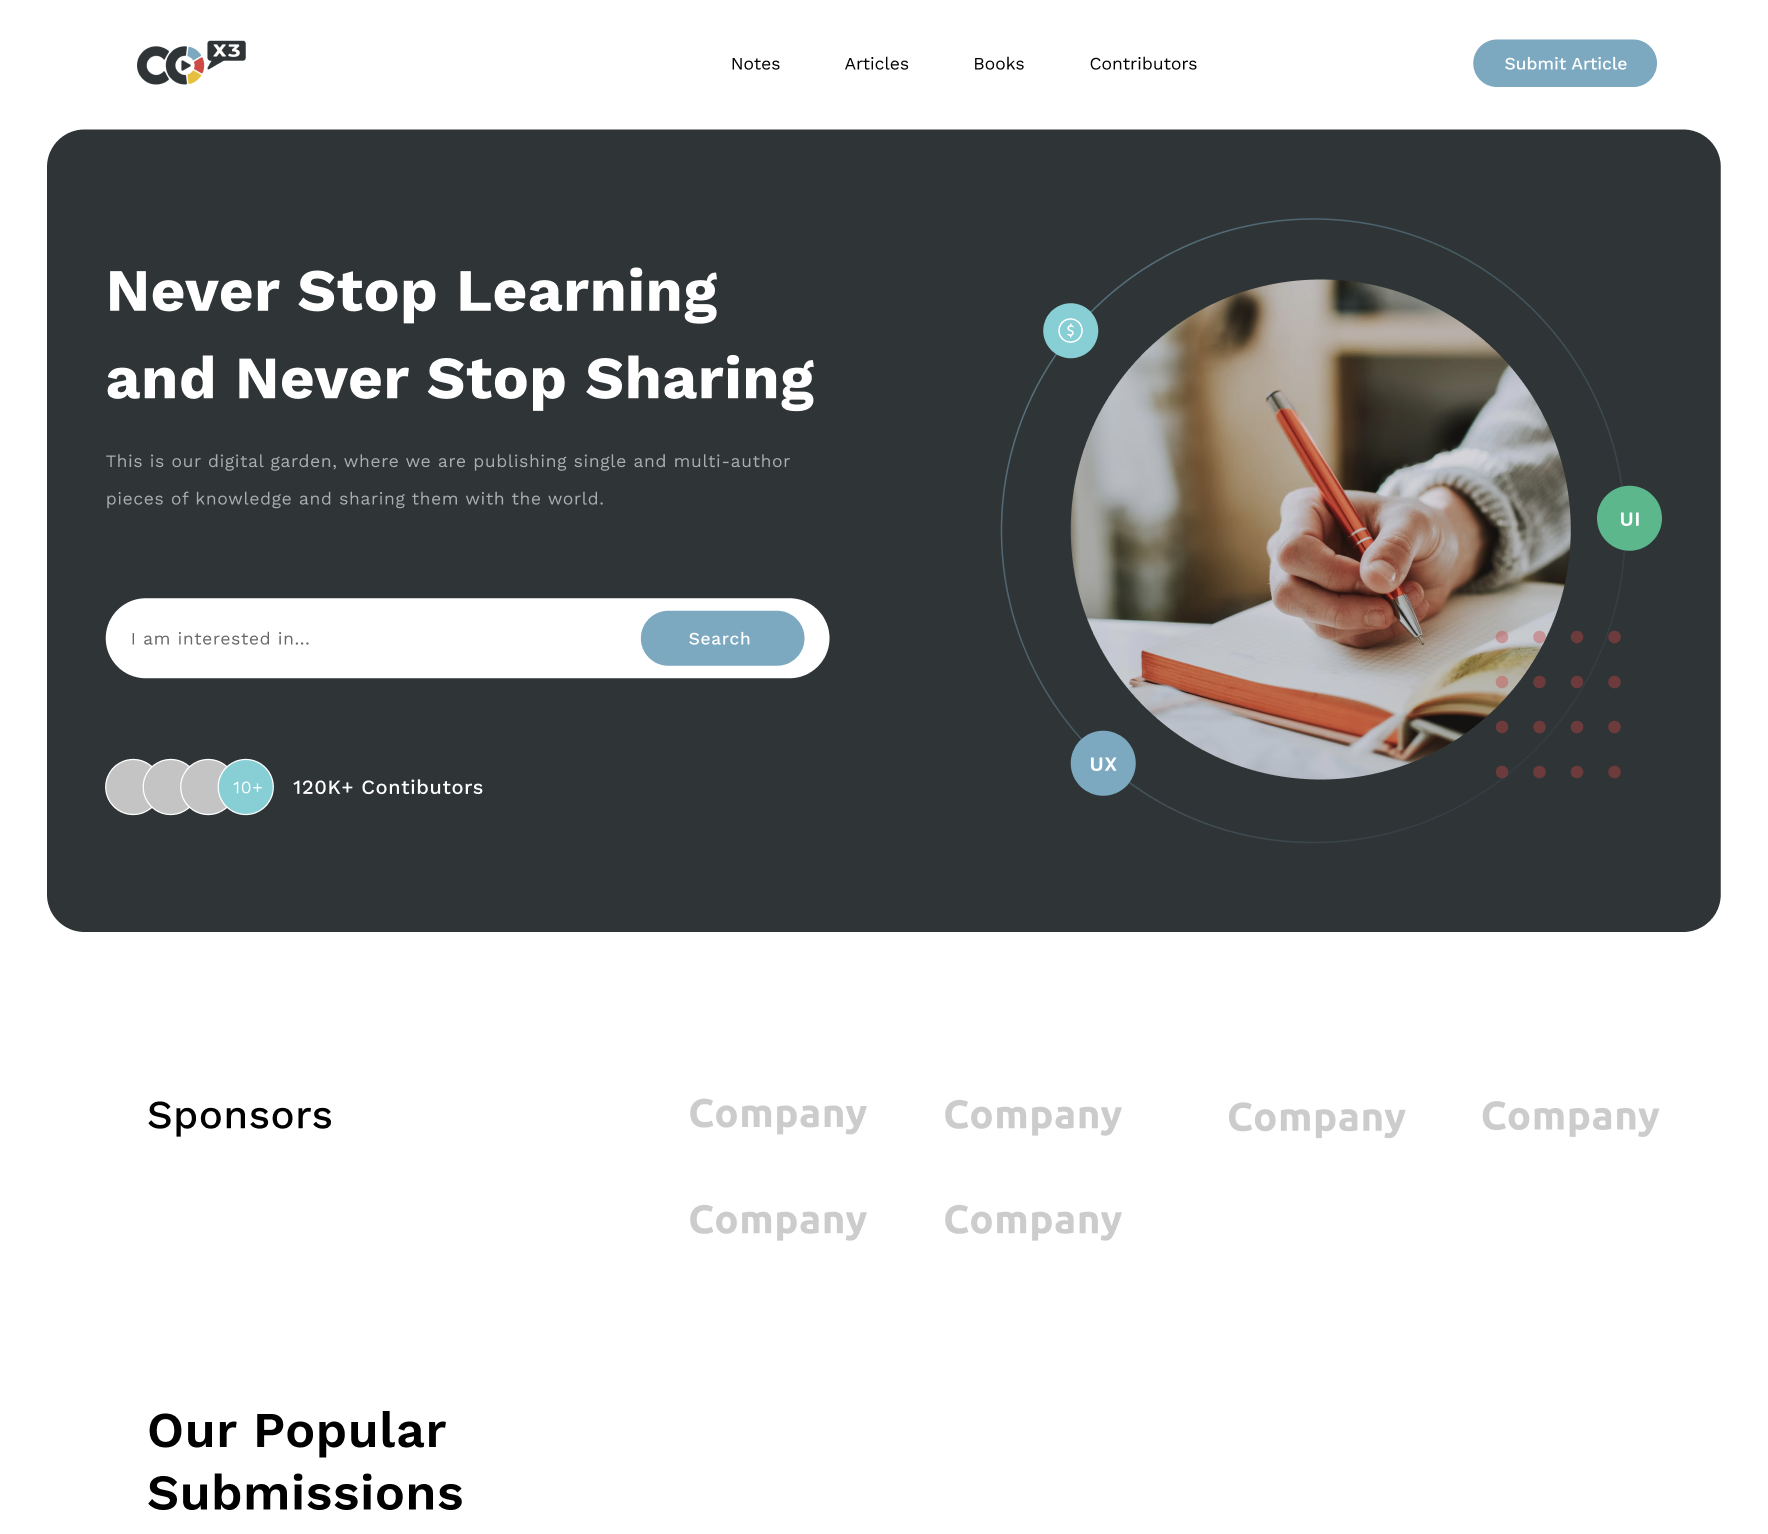 CC X3
Notes Articles Books Contributors Submit Article
Never Stop Learning
and Never Stop Sharing
This is our digital garden, where we are publishing single and multi-author
pieces of knowledge and sharing them with the world.
I am interested in... Search
10+ 120K+ Contibutors
$
UI
UX
Sponsors
Company Company Company Company
Company Company
Our Popular
Submissions